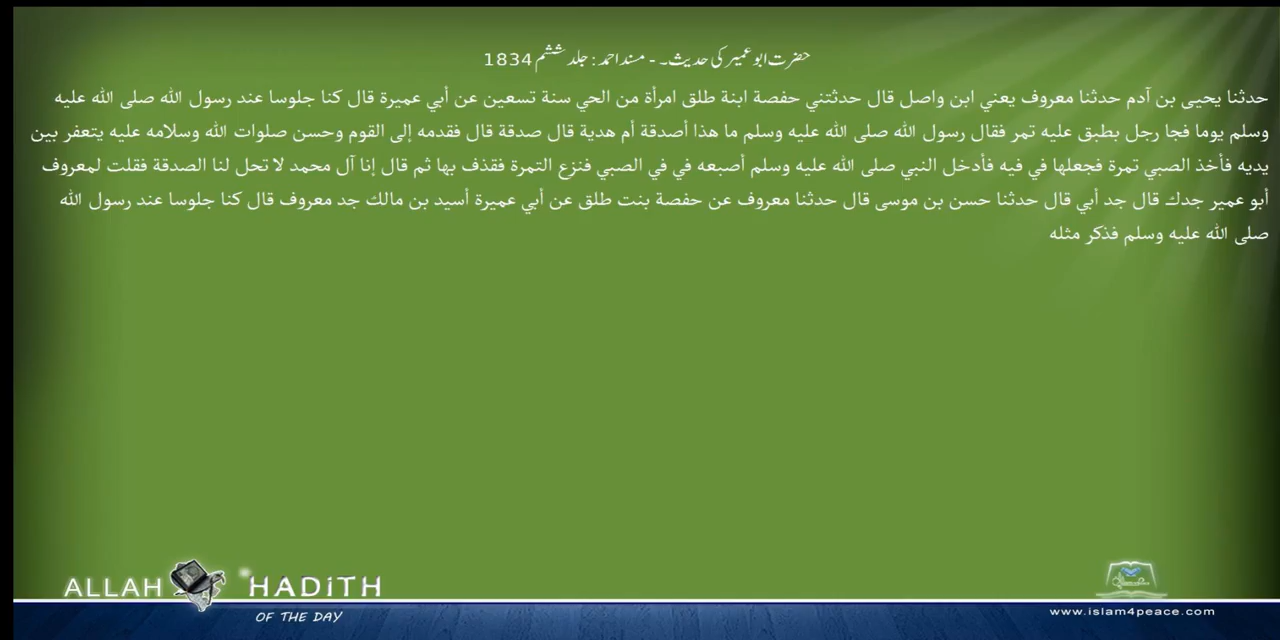 حضرت ابوعمیر کی حدیث۔ - مسند احمد : جلد ششم 1834
حدثنا يحيى بن آدم حدثنا معروف يعني ابن واصل قال حدثتني حفصة ابنة طلق امرأة من الحي سنة تسعين عن أبي عميرة قال كنا جلوسا عند رسول الله صلى الله عليه
وسلم يوما فجا رجل بطبق عليه تمر فقال رسول الله صلى الله عليه وسلم ما هذا أصدقة أم هدية قال صدقة قال فقدمه إلى القوم وحسن صلوات الله وسلامه عليه يتعفر بين
يديه فأخذ الصبي تمرة فجعلها في فيه فأدخل النبي صلى الله عليه وسلم أصبعه في في الصبي فنزع التمرة فقذف بها ثم قال إنا آل محمد لا تحل لنا الصدقة فقلت لمعروف
أبو عمير جدك قال جد أبي قال حدثنا حسن بن موسى قال حدثنا معروف عن حفصة بنت طلق عن أبي عميرة أسيد بن مالك جد معروف قال كنا جلوسا عند رسول الله
صلى الله عليه وسلم فذكر مثله
ALLAH HADITH
OF THE DAY
www.islam4peace.com